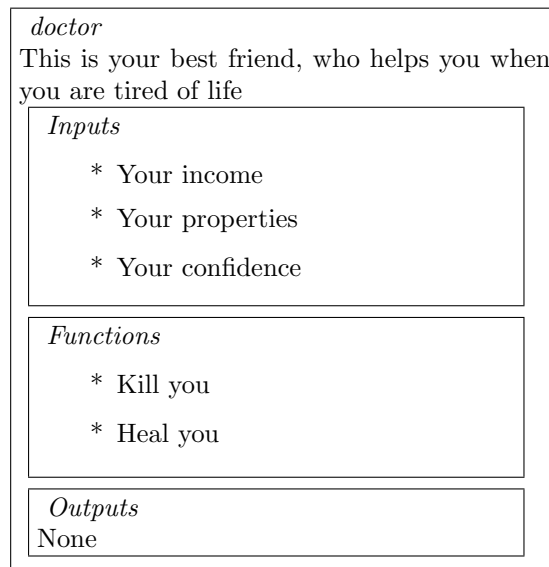 doctor
This is your best friend, who helps you when
you are tired of life
Inputs
* Your income
* Your properties
* Your confidence
Functions
* Kill you
* Heal you
Outputs
None